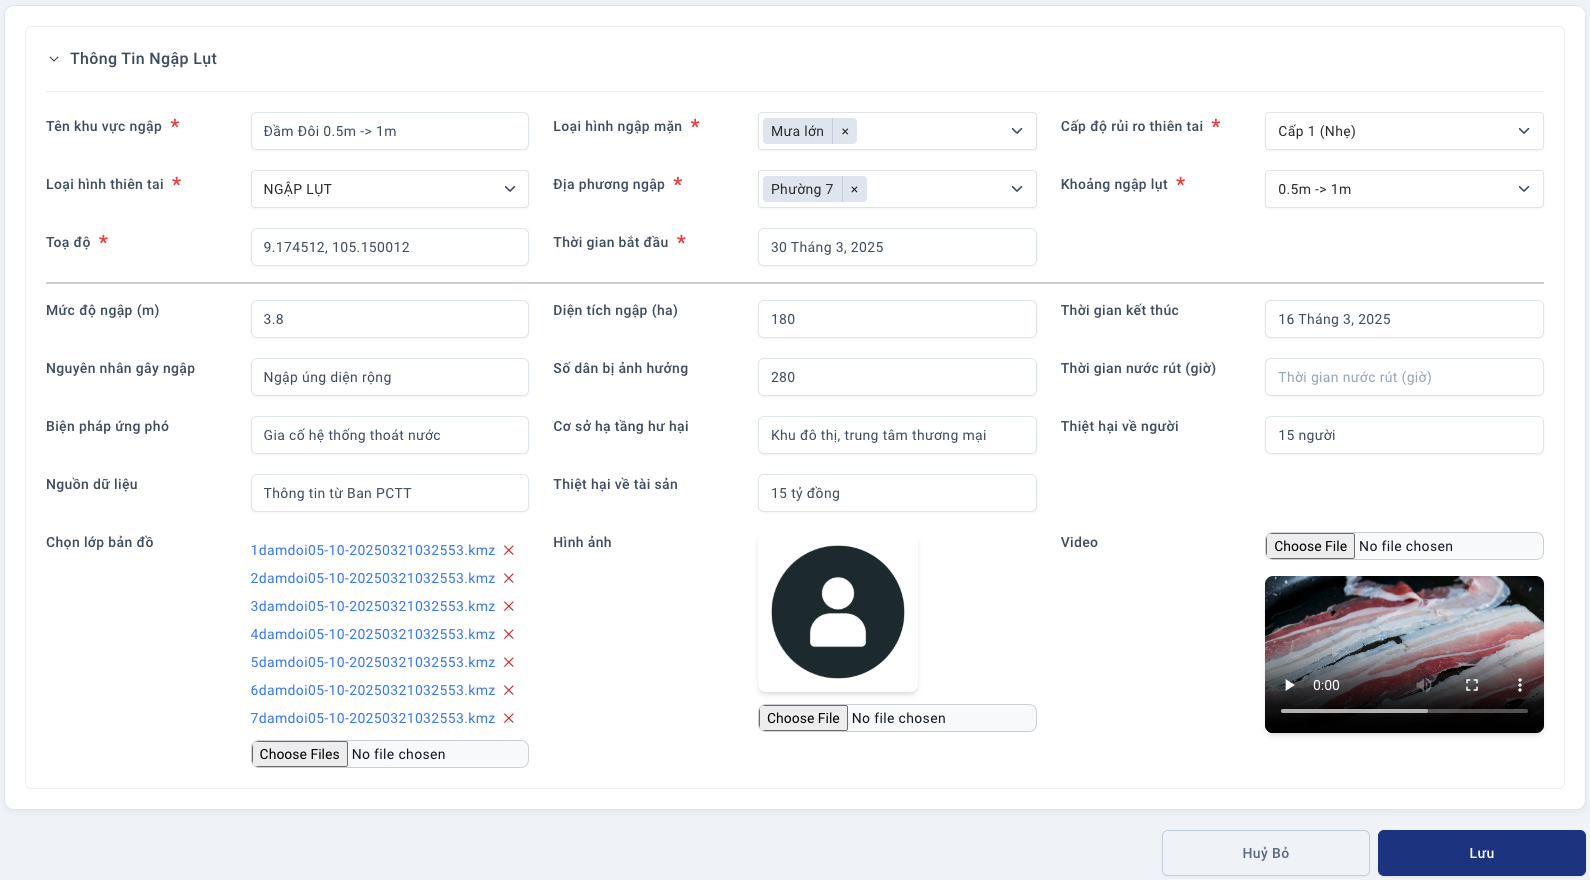 Thông Tin Ngập Lụt
Tên khu vực ngập *
Đầm Đôi 0.5m -> 1m
Loại hình ngập mặn *
Mưa lớn ×
Cấp độ rủi ro thiên tai *
Cấp 1 (Nhẹ)
Loại hình thiên tai *
NGẬP LỤT
Địa phương ngập *
Phường 7 ×
Khoảng ngập lụt *
0.5m -> 1m
Toạ độ *
9.174512, 105.150012
Thời gian bắt đầu *
30 Tháng 3, 2025
Mức độ ngập (m)
3.8
Diện tích ngập (ha)
180
Thời gian kết thúc
16 Tháng 3, 2025
Nguyên nhân gây ngập
Ngập úng diện rộng
Số dân bị ảnh hưởng
280
Thời gian nước rút (giờ)
Thời gian nước rút (giờ)
Biện pháp ứng phó
Gia cố hệ thống thoát nước
Cơ sở hạ tầng hư hại
Khu đô thị, trung tâm thương mại
Thiệt hại về người
15 người
Nguồn dữ liệu
Thông tin từ Ban PCTT
Thiệt hại về tài sản
15 tỷ đồng
Chọn lớp bản đồ
1damdoi05-10-20250321032553.kmz
2damdoi05-10-20250321032553.kmz
3damdoi05-10-20250321032553.kmz
4damdoi05-10-20250321032553.kmz
5damdoi05-10-20250321032553.kmz
6damdoi05-10-20250321032553.kmz
7damdoi05-10-20250321032553.kmz
Choose Files No file chosen
Hình ảnh
Choose File No file chosen
Video
Choose File No file chosen
0:00
Huỷ Bỏ
Lưu